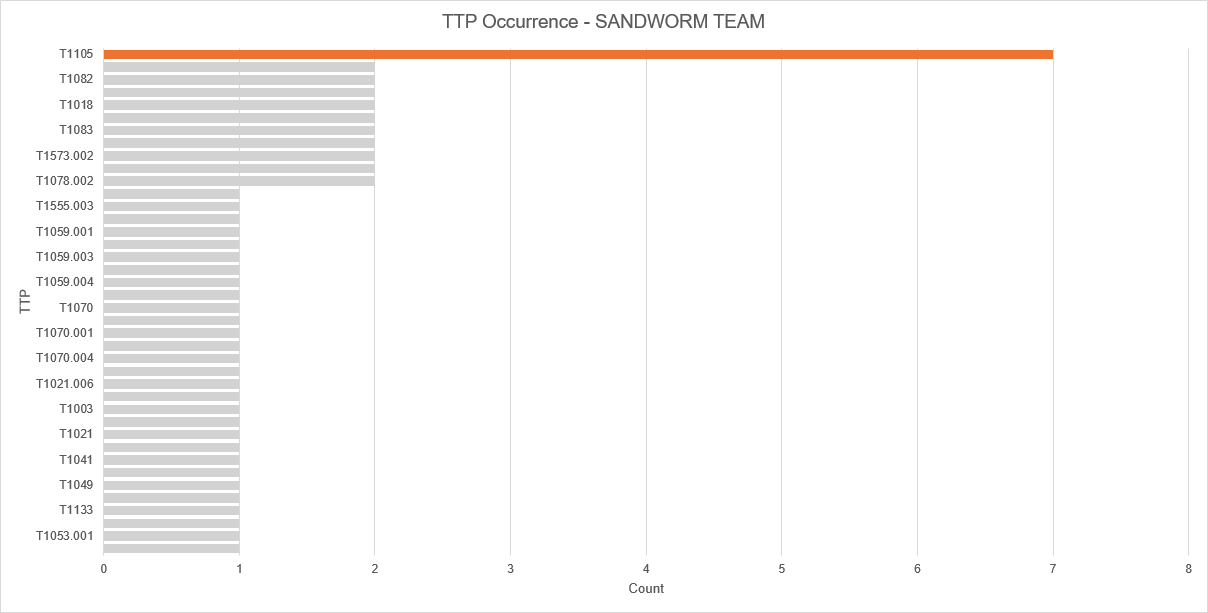 TTP Occurrence - SANDWORM TEAM
T1105
T1082
T1018
T1083
T1573.002
T1078.002
T1555.003
T1059.001
T1059.003
T1059.004
T1070
T1070.001
T1070.004
T1021.006
T1003
T1021
T1041
T1049
T1133
T1053.001
TTP
0 1 2 3 4 5 6 7 8
Count